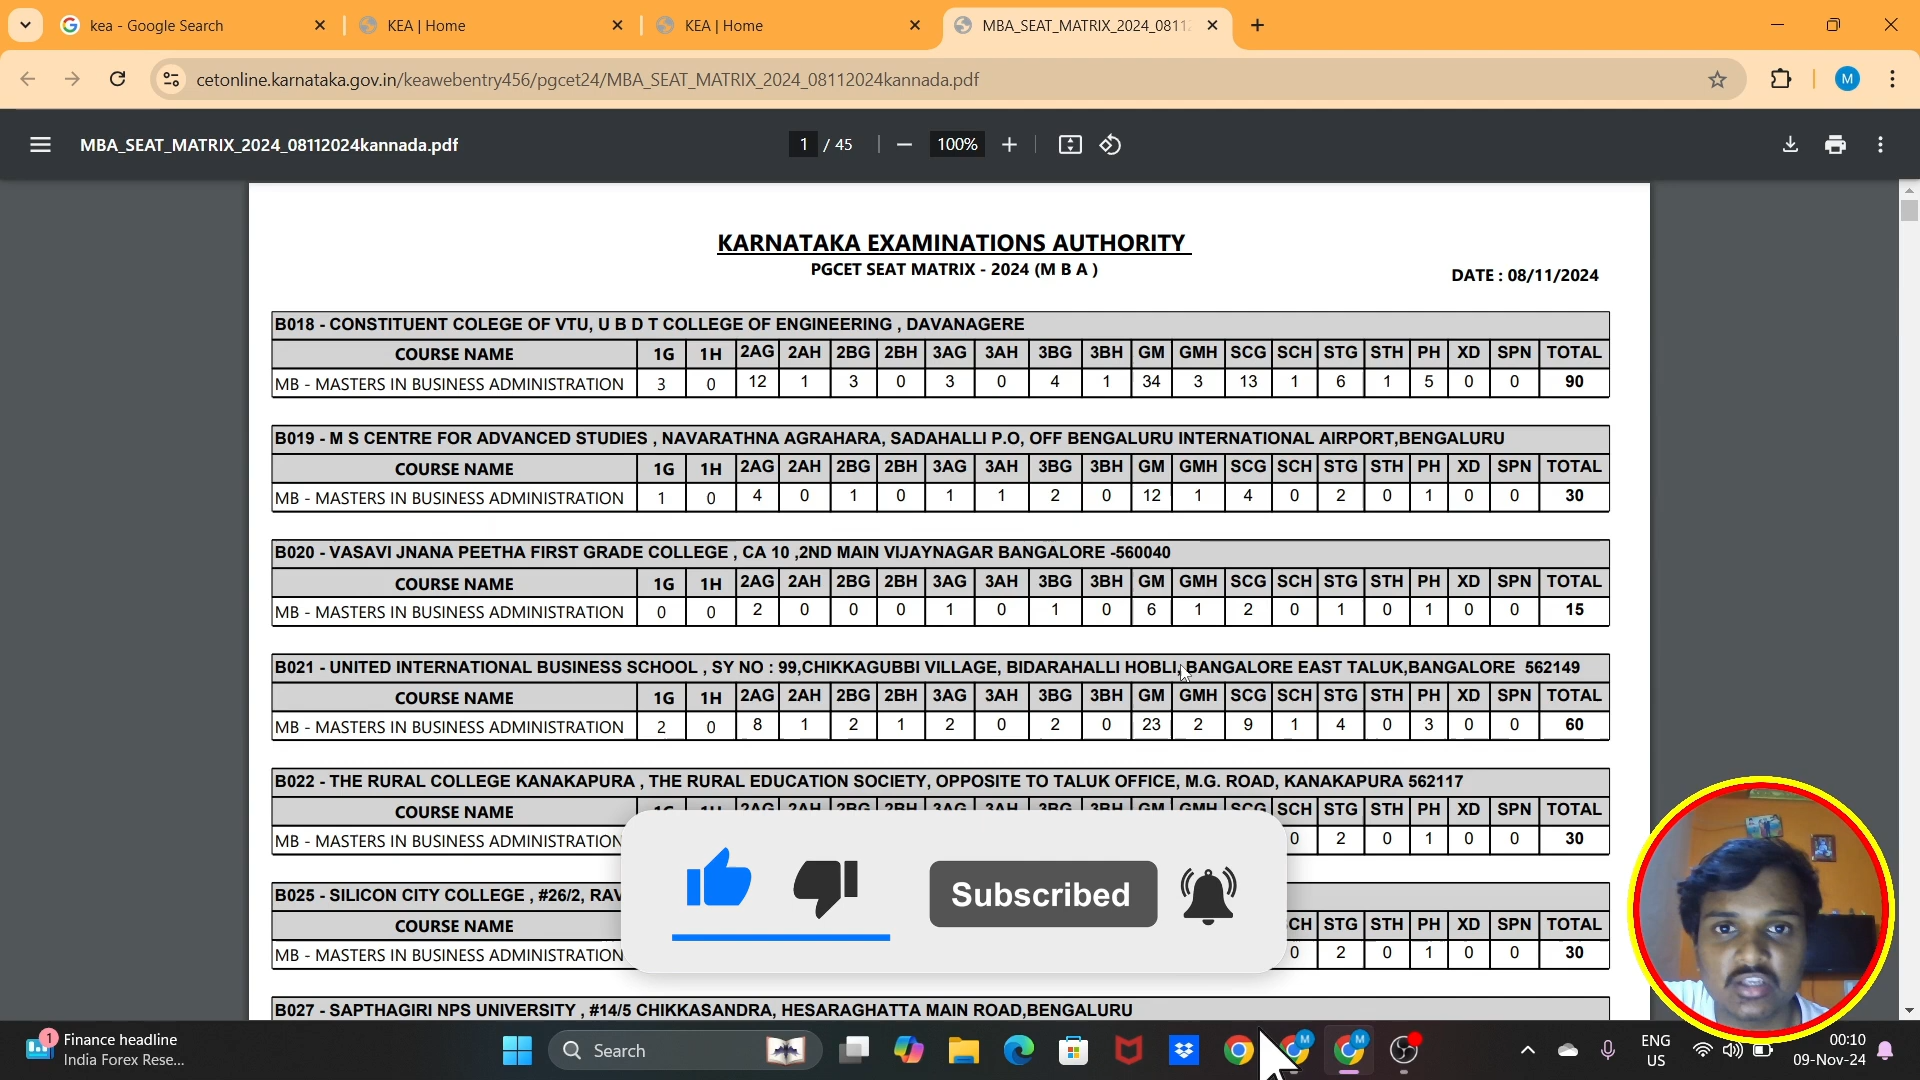 kea - Google Search
KEA | Home
KEA | Home
MBA_SEAT_MATRIX_2024_0811
cetonline.karnataka.gov.in/keawebentry456/pgcet24/MBA_SEAT_MATRIX_2024_08112024kannada.pdf
M
MBA_SEAT_MATRIX_2024_08112024kannada.pdf
1 / 45
100%
KARNATAKA EXAMINATIONS AUTHORITY
PGCET SEAT MATRIX - 2024 (M B A )
DATE : 08/11/2024
B018 - CONSTITUENT COLEGE OF VTU, U B D T COLLEGE OF ENGINEERING , DAVANAGERE
COURSE NAME 1G 1H 2AG 2AH 2BG 2BH 3AG 3AH 3BG 3BH GM GMH SCG SCH STG STH PH XD SPN TOTAL
MB - MASTERS IN BUSINESS ADMINISTRATION 3 0 12 1 3 0 3 0 4 1 34 3 13 1 6 1 5 0 0 90
B019 - M S CENTRE FOR ADVANCED STUDIES , NAVARATHNA AGRAHARA, SADAHALLI P.O, OFF BENGALURU INTERNATIONAL AIRPORT,BENGALURU
COURSE NAME 1G 1H 2AG 2AH 2BG 2BH 3AG 3AH 3BG 3BH GM GMH SCG SCH STG STH PH XD SPN TOTAL
MB - MASTERS IN BUSINESS ADMINISTRATION 1 0 4 0 1 0 1 1 2 0 12 1 4 0 2 0 1 0 0 30
B020 - VASAVI JNANA PEETHA FIRST GRADE COLLEGE , CA 10 ,2ND MAIN VIJAYNAGAR BANGALORE -560040
COURSE NAME 1G 1H 2AG 2AH 2BG 2BH 3AG 3AH 3BG 3BH GM GMH SCG SCH STG STH PH XD SPN TOTAL
MB - MASTERS IN BUSINESS ADMINISTRATION 0 0 2 0 0 0 1 0 1 0 6 1 2 0 1 0 1 0 0 15
B021 - UNITED INTERNATIONAL BUSINESS SCHOOL , SY NO : 99,CHIKKAGUBBI VILLAGE, BIDARAHALLI HOBLI,BANGALORE EAST TALUK,BANGALORE 562149
COURSE NAME 1G 1H 2AG 2AH 2BG 2BH 3AG 3AH 3BG 3BH GM GMH SCG SCH STG STH PH XD SPN TOTAL
MB - MASTERS IN BUSINESS ADMINISTRATION 2 0 8 1 2 1 2 0 2 0 23 2 9 1 4 0 3 0 0 60
B022 - THE RURAL COLLEGE KANAKAPURA , THE RURAL EDUCATION SOCIETY, OPPOSITE TO TALUK OFFICE, M.G. ROAD, KANAKAPURA 562117
COURSE NAME 1G 1H 2AG 2AH 2BG 2BH 3AG 3AH 3BG 3BH GM GMH SCG SCH STG STH PH XD SPN TOTAL
MB - MASTERS IN BUSINESS ADMINISTRATION 0 2 0 1 0 0 30
B025 - SILICON CITY COLLEGE , #26/2,
COURSE NAME STG STH PH XD SPN TOTAL
MB - MASTERS IN BUSINESS ADMINISTRATION 0 2 0 1 0 0 30
Subscribed
B027 - SAPTHAGIRI NPS UNIVERSITY , #14/5 CHIKKASANDRA, HESARAGHATTA MAIN ROAD,BENGALURU
1
Finance headline
India Forex Rese...
Search
M
M
ENG
US
00:10
09-Nov-24